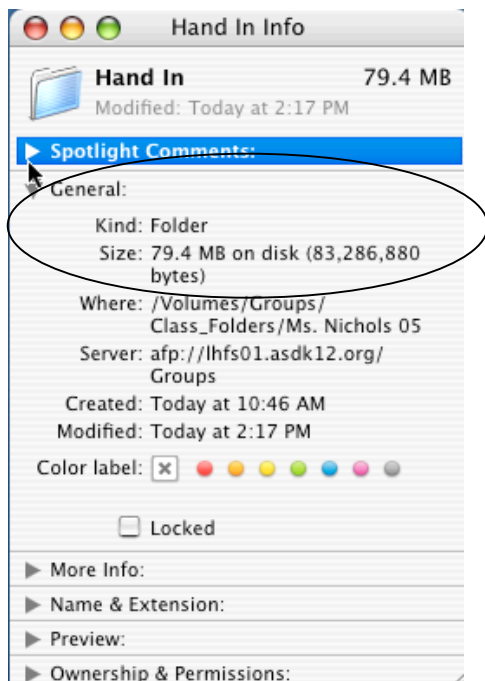 Hand In Info
Hand In 79.4 MB
Modified: Today at 2:17 PM
Spotlight Comments:
General:
Kind: Folder
Size: 79.4 MB on disk (83,286,880
bytes)
Where: /Volumes/Groups/
Class_Folders/Ms. Nichols 05
Server: afp://lhfs01.asdk12.org/
Groups
Created: Today at 10:46 AM
Modified: Today at 2:17 PM
Color label:
Locked
More Info:
Name & Extension:
Preview:
Ownership & Permissions: